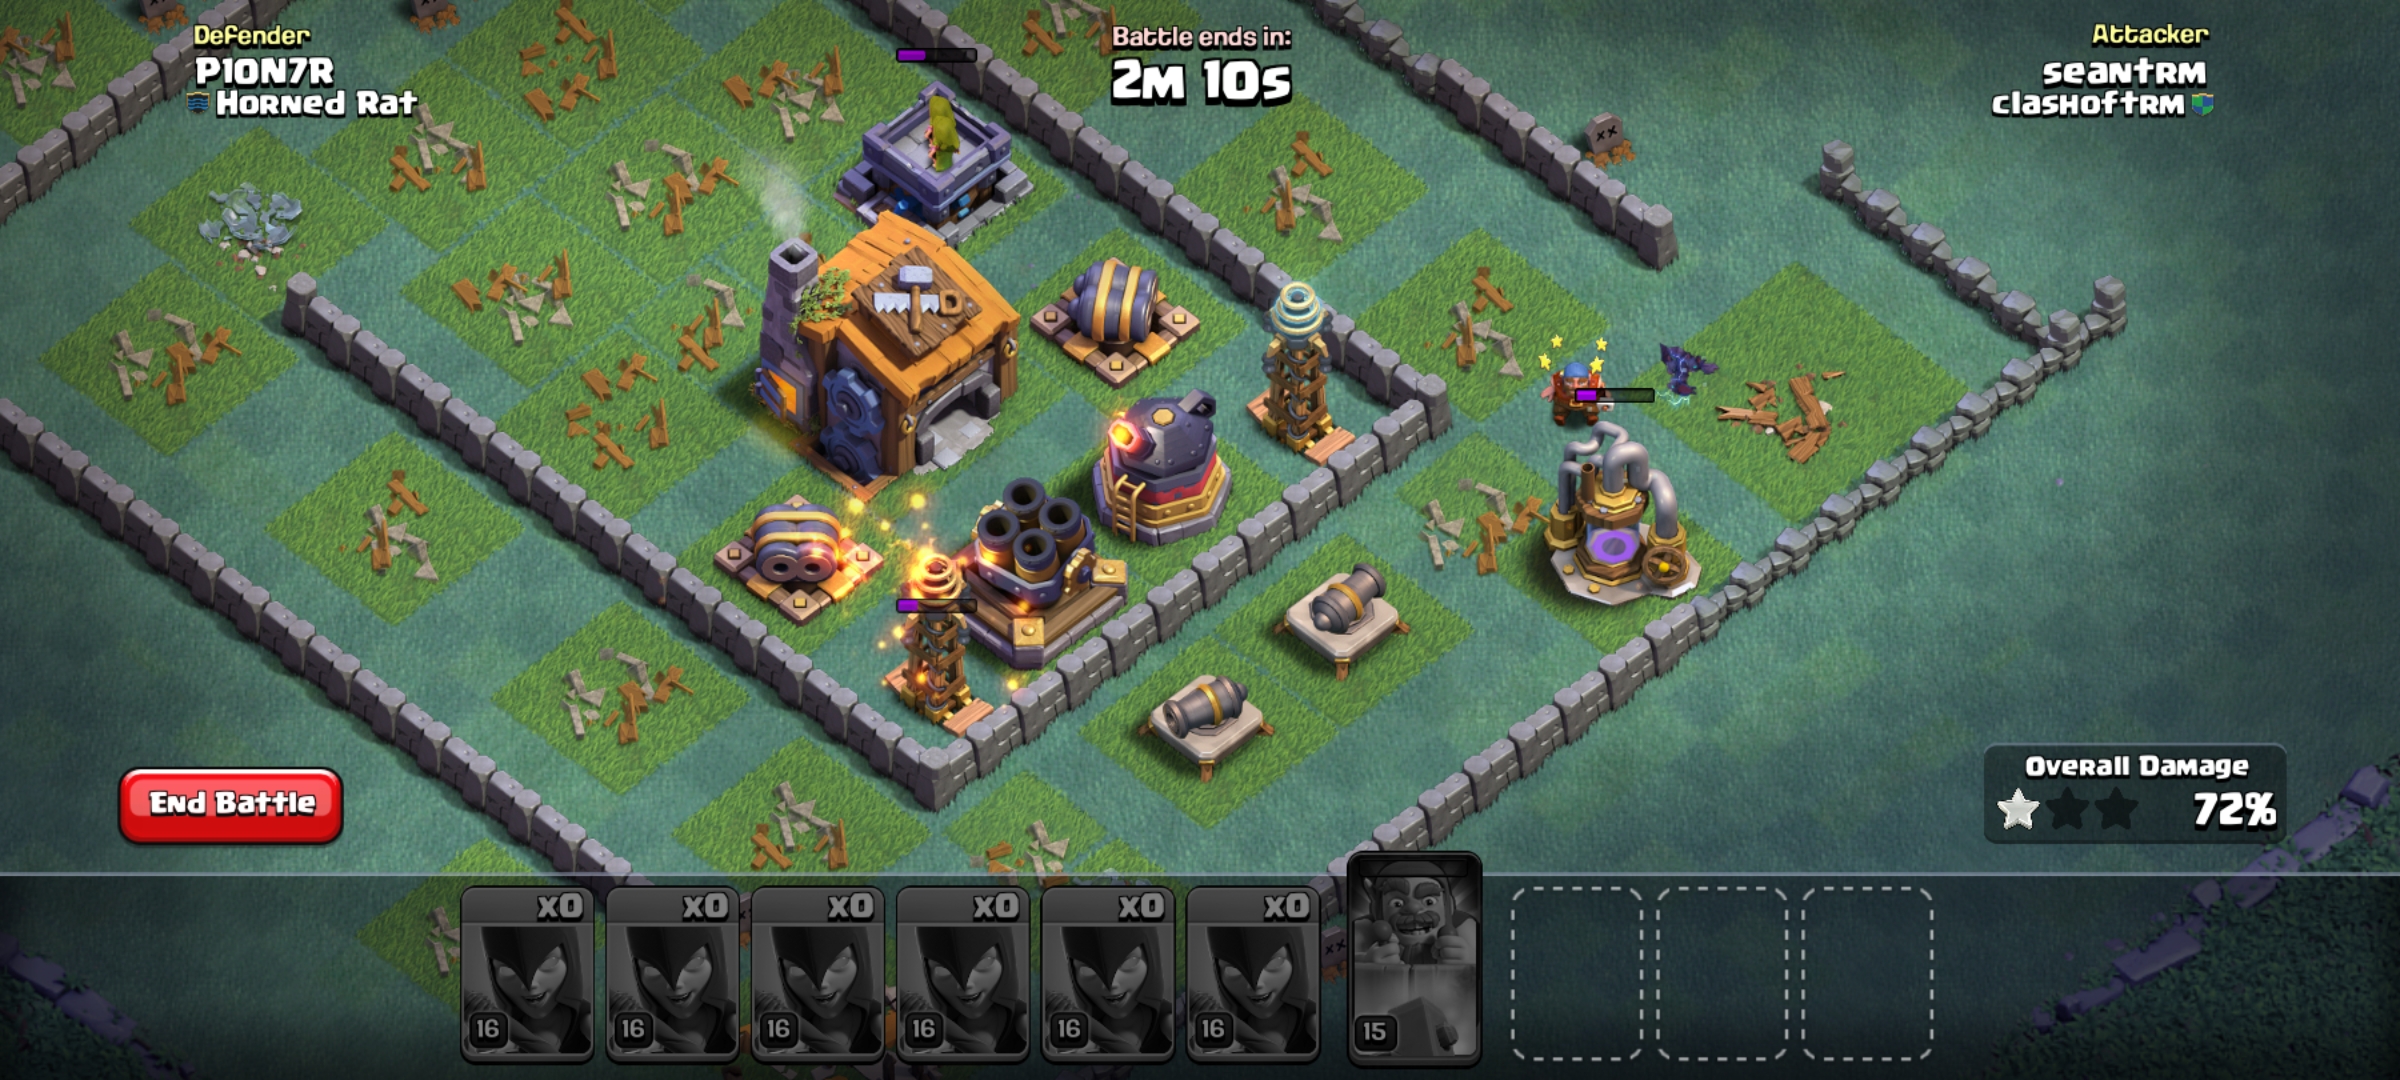 Defender
P1ON7R
Horned Rat
Battle ends in:
2M 10s
Attacker
seantRM
clashoftRM
End Battle
Overall Damage
72%
x0 x0 x0 x0 x0 x0
16 16 16 16 16 16 15